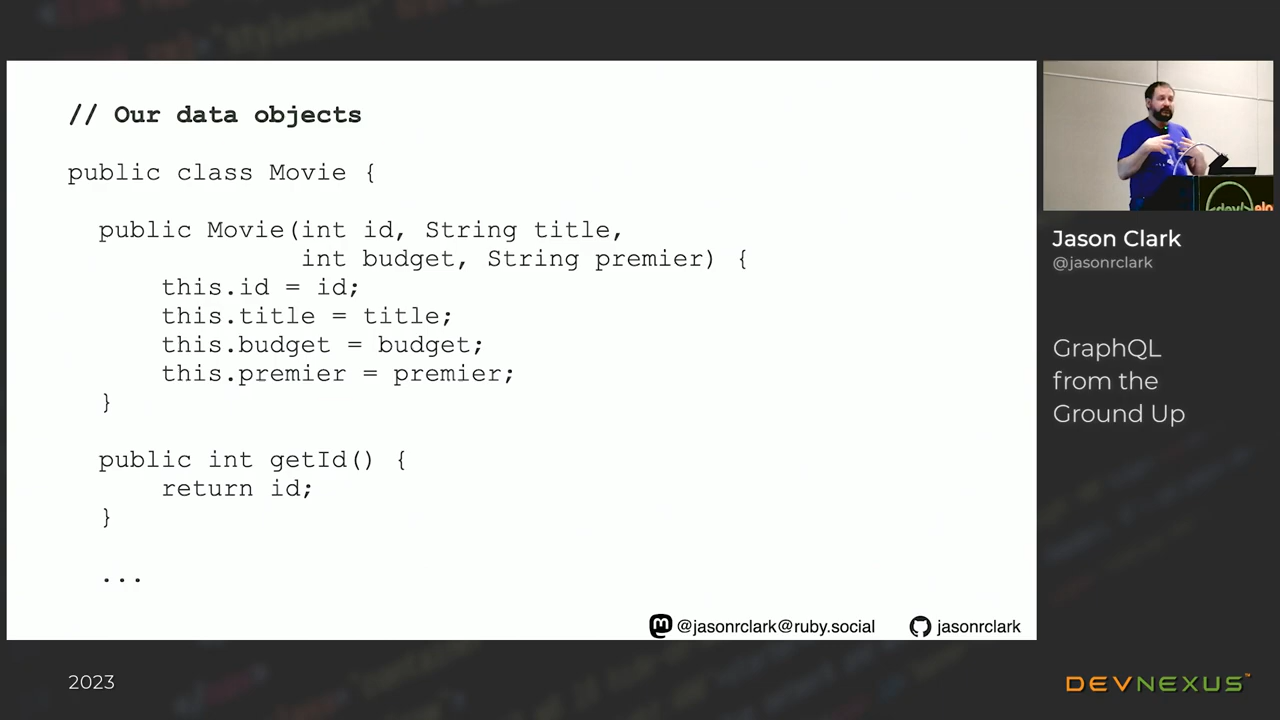 // Our data objects
public class Movie {
public Movie(int id, String title,
int budget, String premier) {
this.id = id;
this.title = title;
this.budget = budget;
this.premier = premier;
}
public int getId() {
return id;
}
...
@jasonrclark@ruby.social
jasonrclark
Jason Clark
@jasonrclark
GraphQL
from the
Ground Up
2023
DEVNEXUS™